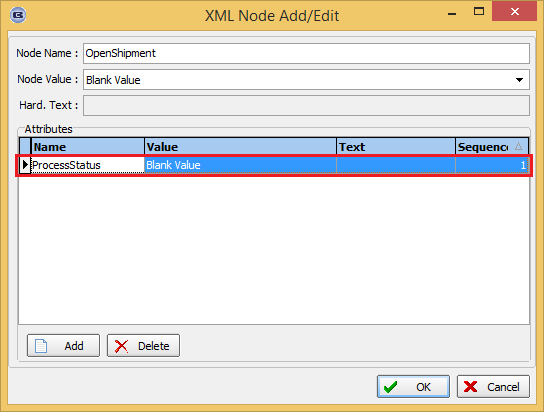 XML Node Add/Edit
Node Name : OpenShipment
Node Value : Blank Value
Hard. Text :
Attributes
Name Value Text Sequence
ProcessStatus Blank Value 1
Add Delete
OK Cancel